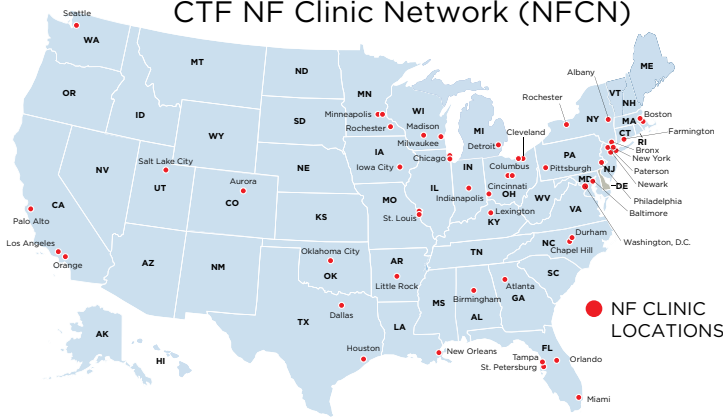 CTF NF Clinic Network (NFCN)
Seattle
WA
MT
ND
MN
ME
Albany
VT
NH
OR
ID
SD
WI
Rochester
NY
MA
Boston
Minneapolis
Rochester
Madison
Milwaukee
MI
Detroit
Cleveland
CT
RI
Farmington
WY
IA
Iowa City
Chicago
PA
Bronx
New York
Paterson
Newark
NV
Salt Lake City
UT
NE
IL
IN
Columbus
OH
Pittsburgh
NJ
Philadelphia
Baltimore
Aurora
CO
MD
DE
CA
Palo Alto
KS
MO
St. Louis
Indianapolis
Cincinnati
Lexington
KY
WV
VA
Washington, D.C.
Los Angeles
Orange
AZ
NM
Oklahoma City
OK
AR
Little Rock
TN
NC
Durham
Chapel Hill
SC
TX
Dallas
LA
MS
Birmingham
AL
Atlanta
GA
NF CLINIC
LOCATIONS
AK
HI
Houston
New Orleans
FL
Tampa
St. Petersburg
Orlando
Miami